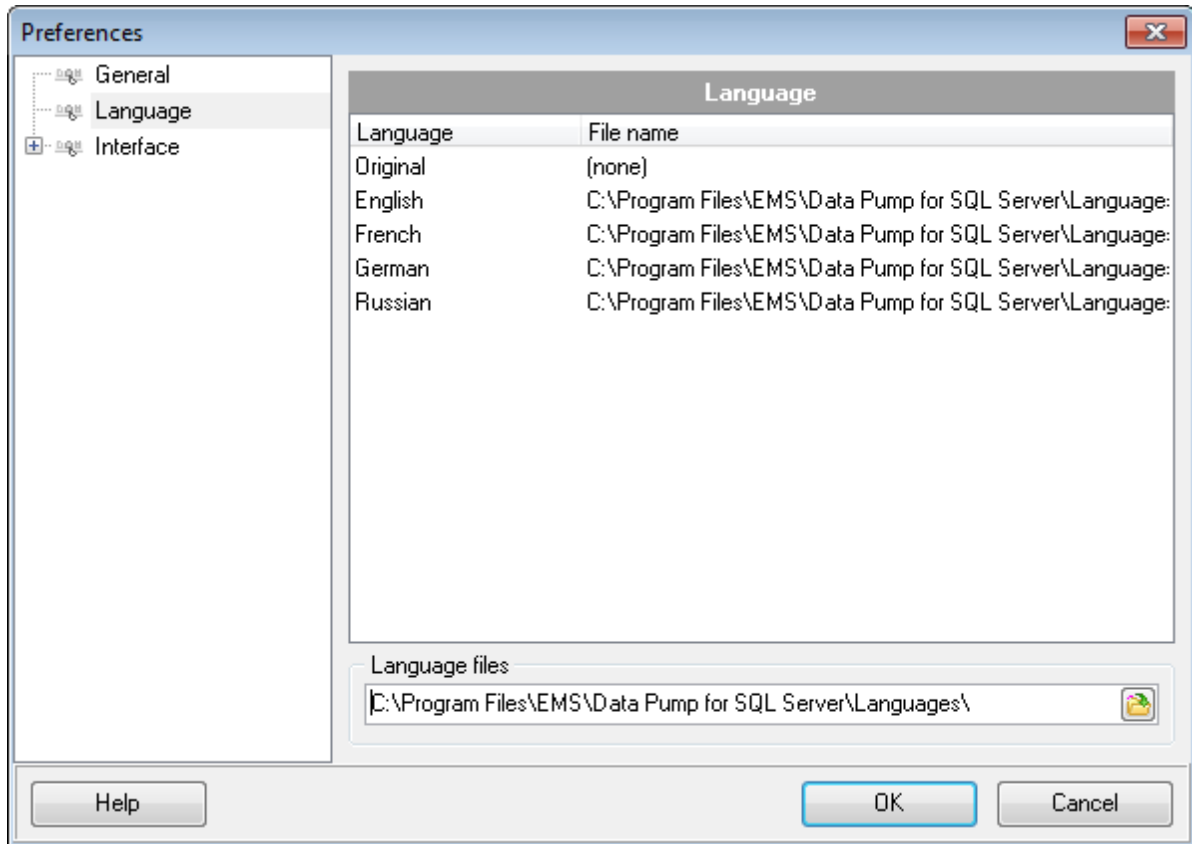 Preferences
General
Language
Interface
Language
Language File name
Original (none)
English C:\Program Files\EMS\Data Pump for SQL Server\Language
French C:\Program Files\EMS\Data Pump for SQL Server\Language
German C:\Program Files\EMS\Data Pump for SQL Server\Language
Russian C:\Program Files\EMS\Data Pump for SQL Server\Language
Language files
C:\Program Files\EMS\Data Pump for SQL Server\Languages\
Help OK Cancel